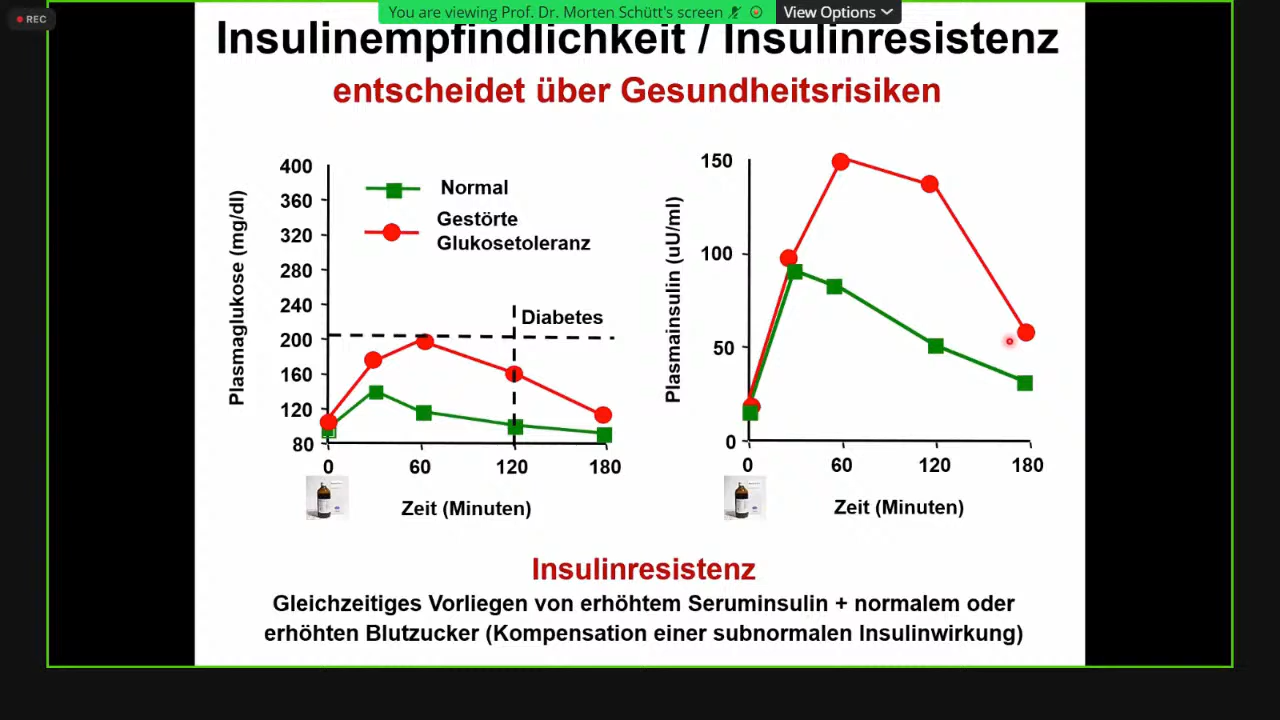 REC
You are viewing Prof. Dr. Morten Schütt's screen
View Options
Insulinempfindlichkeit / Insulinresistenz
entscheidet über Gesundheitsrisiken
Plasmaglukose (mg/dl)
400
360
320
280
240
200
160
120
80
Normal
Gestörte
Glukosetoleranz
Diabetes
0
60
120
180
Zeit (Minuten)
Plasmainsulin (uU/ml)
150
100
50
0
0
60
120
180
Zeit (Minuten)
Insulinresistenz
Gleichzeitiges Vorliegen von erhöhtem Seruminsulin + normalem oder
erhöhten Blutzucker (Kompensation einer subnormalen Insulinwirkung)